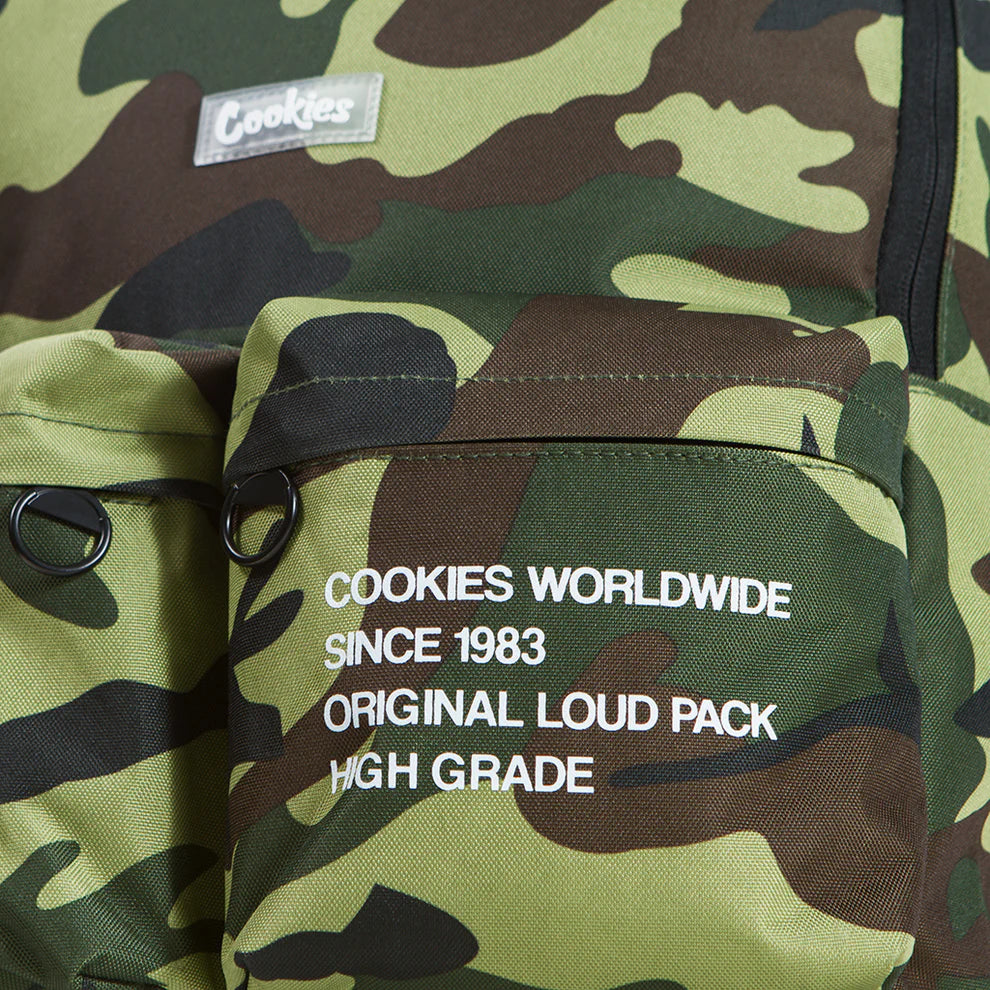 Cookies
COOKIES WORLDWIDE
SINCE 1983
ORIGINAL LOUD PACK
HIGH GRADE